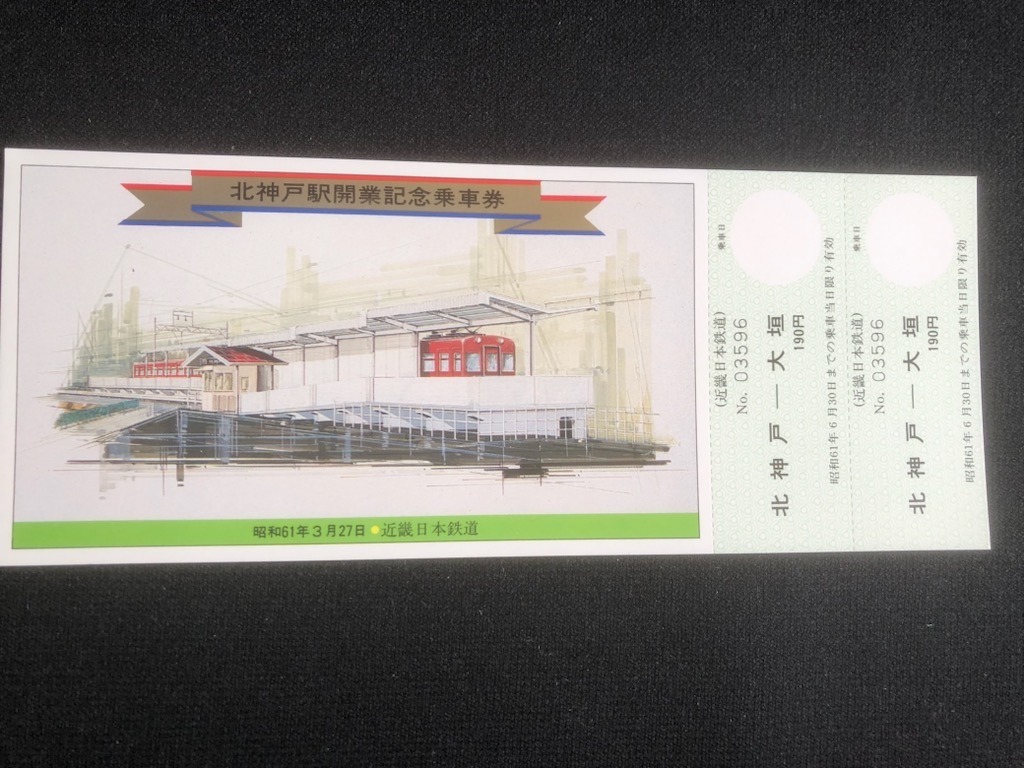 北神戸駅開業記念乗車券
昭和61年3月27日●近畿日本鉄道
乗車日
(近畿日本鉄道)
No. 03596
北神戸 ― 大垣
190円
昭和61年6月30日までの乗車当日限り有効
乗車日
(近畿日本鉄道)
No. 03596
北神戸 ― 大垣
190円
昭和61年6月30日までの乗車当日限り有効